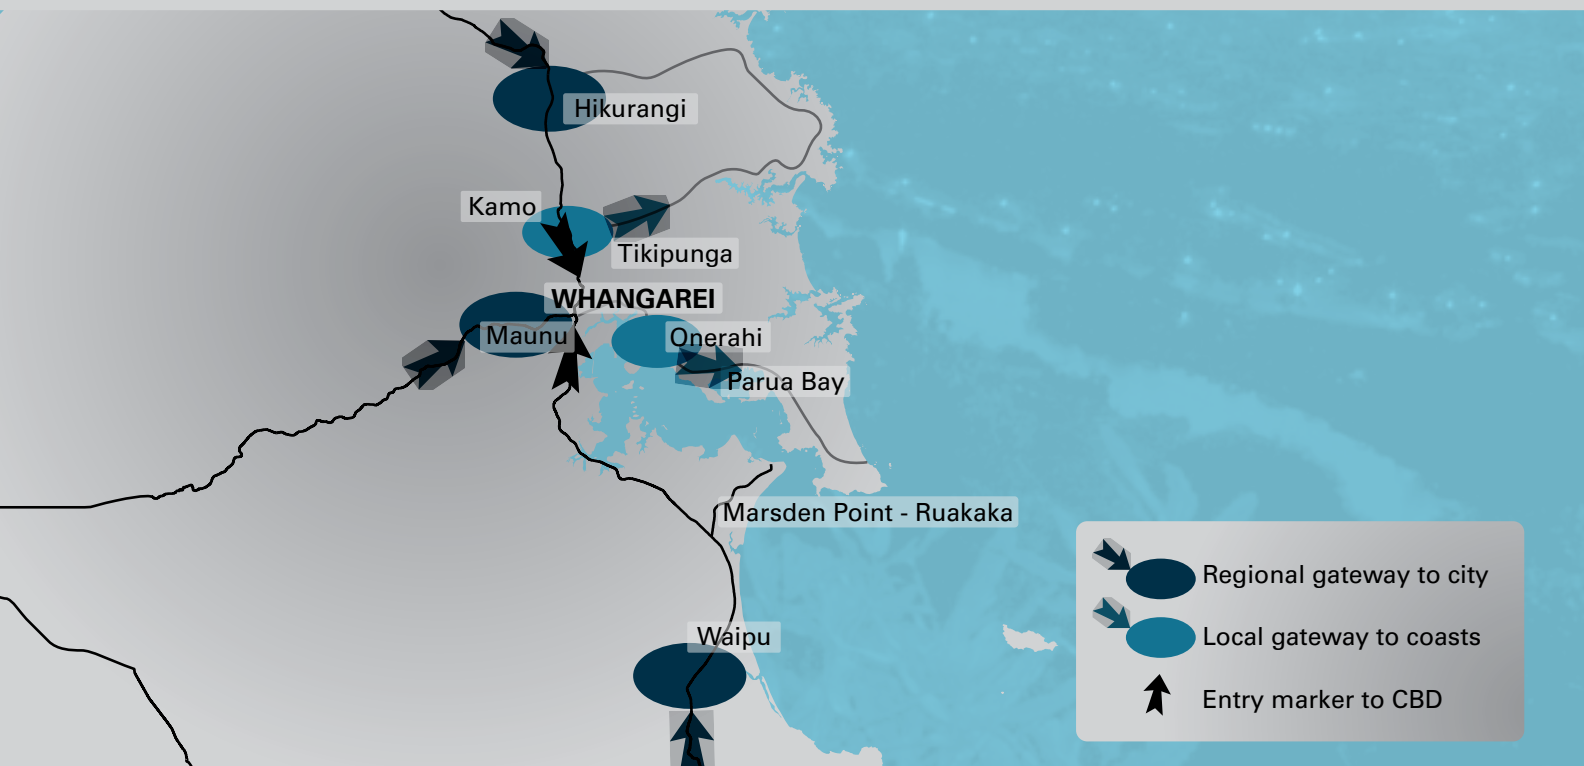 Hikurangi
Kamo
Tikipunga
WHANGAREI
Maunu
Onerahi
Parua Bay
Marsden Point - Ruakaka
Waipu
Regional gateway to city
Local gateway to coasts
Entry marker to CBD